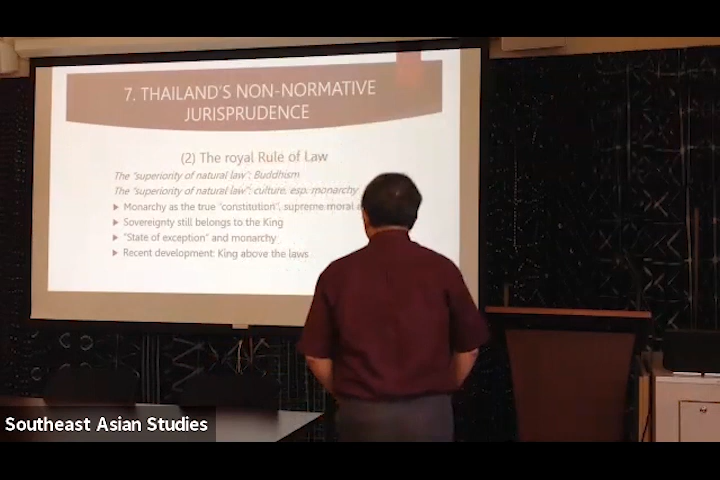 7. THAILAND'S NON-NORMATIVE
JURISPRUDENCE
(2) The royal Rule of Law
The "superiority of natural law": Buddhism
The "superiority of natural law": culture, esp. monarchy
Monarchy as the true "constitution", supreme moral
Sovereignty still belongs to the King
"State of exception" and monarchy
Recent development: King above the laws
Southeast Asian Studies